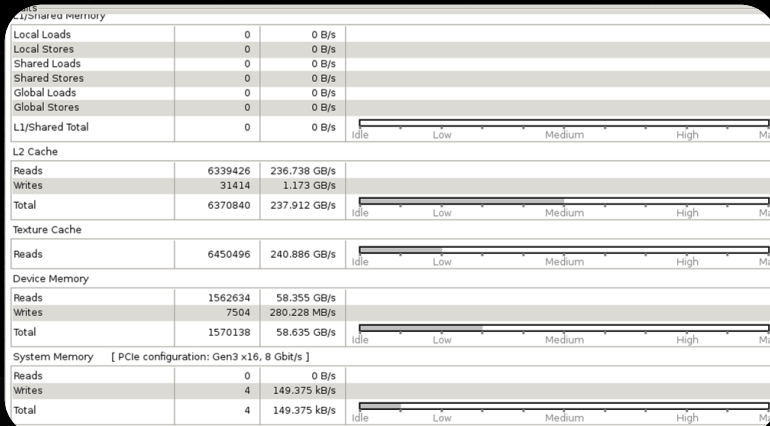 L1/Shared Memory
Local Loads 0 0 B/s
Local Stores 0 0 B/s
Shared Loads 0 0 B/s
Shared Stores 0 0 B/s
Global Loads 0 0 B/s
Global Stores 0 0 B/s
L1/Shared Total 0 0 B/s
Idle Low Medium High
L2 Cache
Reads 6339426 236.738 GB/s
Writes 31414 1.173 GB/s
Total 6370840 237.912 GB/s
Idle Low Medium High
Texture Cache
Reads 6450496 240.886 GB/s
Idle Low Medium High
Device Memory
Reads 1562634 58.355 GB/s
Writes 7504 280.228 MB/s
Total 1570138 58.635 GB/s
Idle Low Medium High
System Memory [ PCIe configuration: Gen3 x16, 8 Gbit/s ]
Reads 0 0 B/s
Writes 4 149.375 kB/s
Total 4 149.375 kB/s
Idle Low Medium High